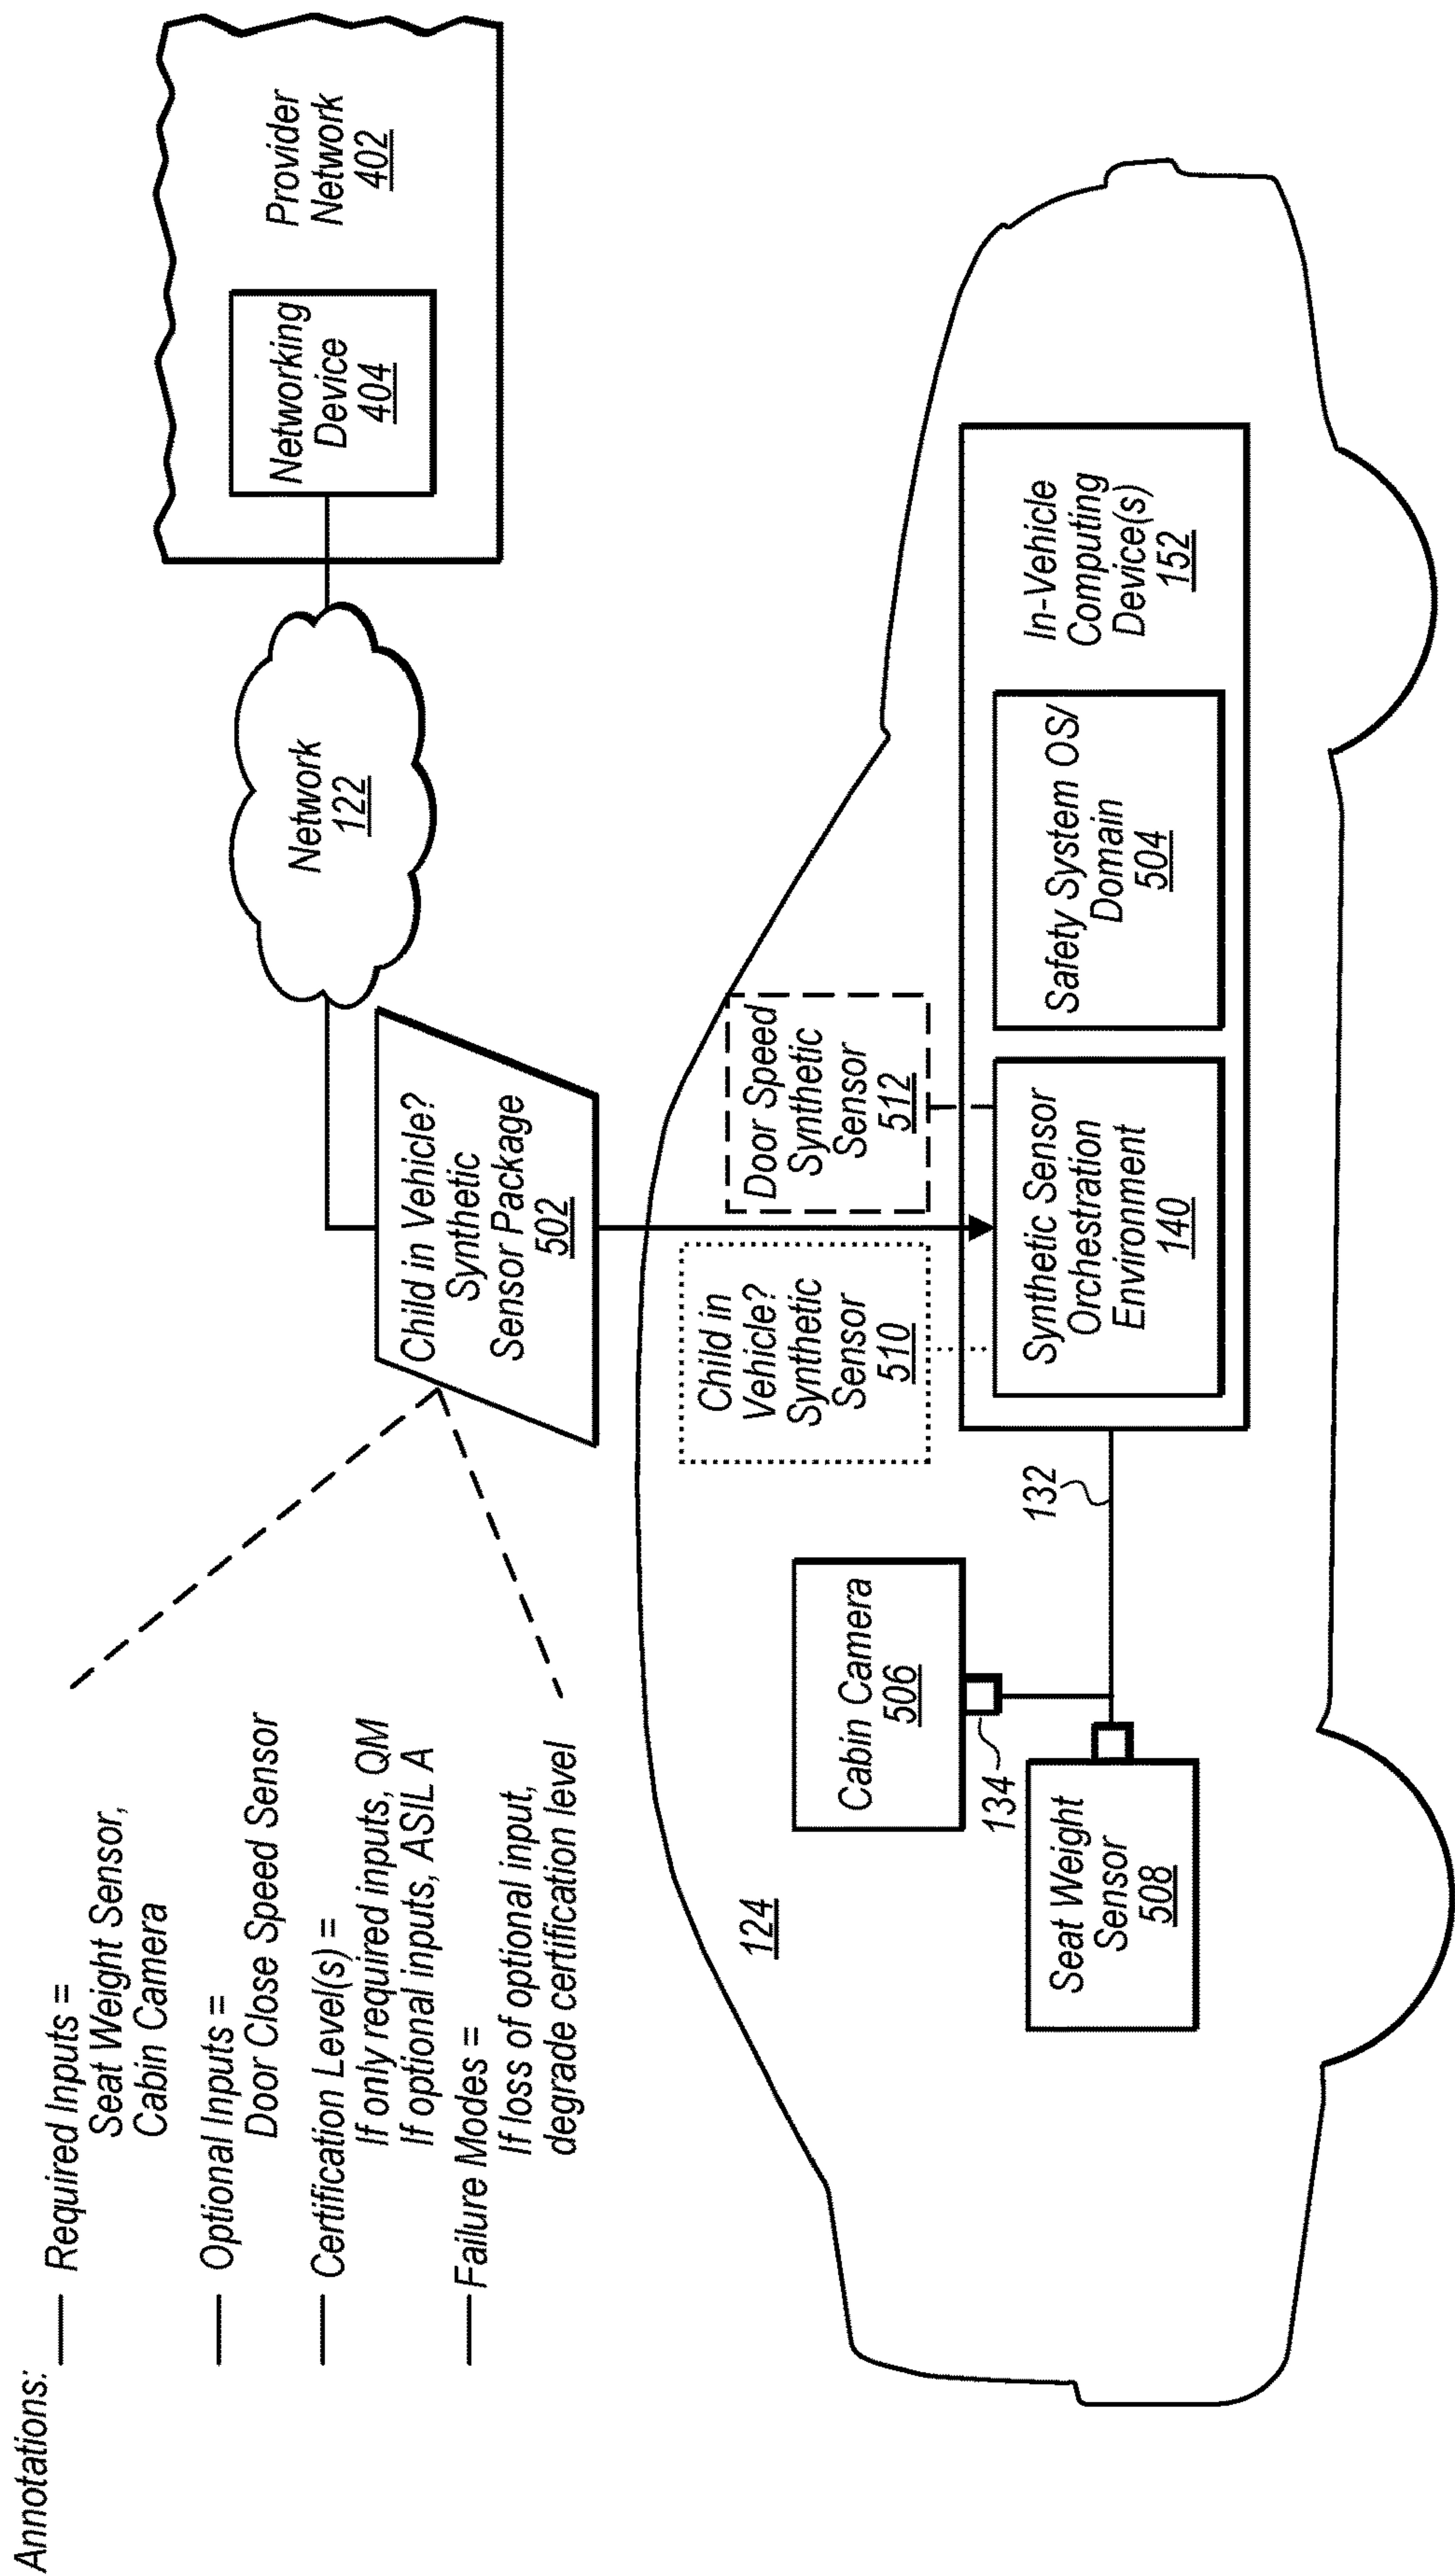 Annotations:
Required Inputs =
Seat Weight Sensor,
Cabin Camera
Optional Inputs =
Door Close Speed Sensor
Certification Level(s) =
If only required inputs, QM
If optional inputs, ASIL A
Failure Modes =
If loss of optional input,
degrade certification level
Child in Vehicle?
Synthetic
Sensor Package
502
Network
122
Networking
Device
404
Provider
Network
402
124
Cabin Camera
506
134
Seat Weight
Sensor
508
132
Child in
Vehicle?
Synthetic
Sensor
510
Door Speed
Synthetic
Sensor
512
Synthetic Sensor
Orchestration
Environment
140
Safety System OS/
Domain
504
In-Vehicle
Computing
Device(s)
152